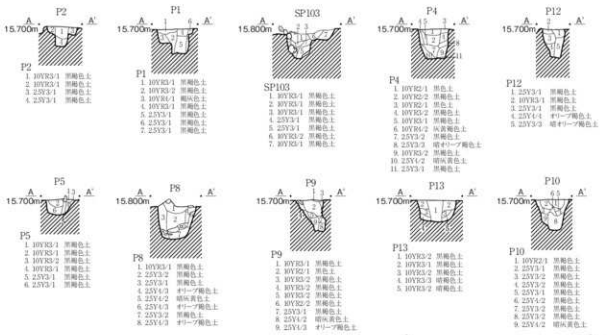 P2
A A'
15.700m
P2
1. 10YR3/1 黒褐色土
2. 10YR3/1 黒褐色土
3. 2.5Y3/1 黒褐色土
4. 2.5Y3/1 黒褐色土
P1
A A'
15.700m
P1
1. 10YR3/1 黒褐色土
2. 10YR3/2 黒褐色土
3. 10YR4/1 褐灰色土
4. 10YR3/1 黒褐色土
5. 2.5Y3/1 黒褐色土
6. 2.5Y3/1 黒褐色土
7. 2.5Y3/1 黒褐色土
SP103
A A'
15.800m
SP103
1. 10YR3/1 黒褐色土
2. 10YR3/1 黒褐色土
3. 10YR3/1 黒褐色土
4. 10YR3/1 黒褐色土
5. 2.5Y3/1 黒褐色土
6. 10YR3/2 黒褐色土
7. 10YR3/1 黒褐色土
P4
A A'
15.700m
P4
1. 10YR2/1 黒色土
2. 10YR2/2 黒褐色土
3. 10YR2/1 黒色土
4. 10YR3/2 黒褐色土
5. 10YR3/1 黒褐色土
6. 10YR4/2 灰黄褐色土
7. 2.5Y3/2 黒褐色土
8. 2.5Y3/3 暗オリーブ褐色土
9. 10YR3/2 黒褐色土
10. 2.5Y4/2 暗灰黄色土
11. 2.5Y3/1 黒褐色土
P12
A A'
15.700m
P12
1. 2.5Y3/1 黒褐色土
2. 10YR3/1 黒褐色土
3. 2.5Y3/1 黒褐色土
4. 2.5Y4/4 オリーブ褐色土
5. 2.5Y3/3 暗オリーブ褐色土
P5
A A'
15.700m
P5
1. 10YR3/1 黒褐色土
2. 10YR3/1 黒褐色土
3. 10YR3/2 黒褐色土
4. 10YR3/1 黒褐色土
5. 2.5Y3/1 黒褐色土
6. 2.5Y3/1 黒褐色土
P8
A A'
15.800m
P8
1. 10YR3/1 黒褐色土
2. 2.5Y3/2 黒褐色土
3. 2.5Y3/2 黒褐色土
4. 2.5Y4/3 オリーブ褐色土
5. 2.5Y4/2 暗灰黄色土
6. 2.5Y4/3 オリーブ褐色土
7. 2.5Y3/2 黒褐色土
8. 2.5Y4/3 オリーブ褐色土
P9
A A'
15.700m
P9
1. 10YR3/1 黒褐色土
2. 10YR3/2 黒褐色土
3. 10YR3/1 黒褐色土
4. 10YR3/2 黒褐色土
5. 10YR3/2 黒褐色土
6. 10YR3/2 黒褐色土
7. 10YR3/1 黒褐色土
8. 2.5Y4/2 暗灰黄色土
9. 2.5Y4/3 オリーブ褐色土
P13
A A'
15.700m
P13
1. 10YR3/2 黒褐色土
2. 10YR3/1 黒褐色土
3. 10YR3/2 黒褐色土
4. 10YR3/3 暗褐色土
5. 10YR3/2 暗褐色土
P10
A A'
15.700m
P10
1. 10YR2/1 黒色土
2. 2.5Y3/1 黒褐色土
3. 2.5Y3/2 黒褐色土
4. 2.5Y3/2 黒褐色土
5. 2.5Y3/1 黒褐色土
6. 2.5Y4/2 暗灰黄色土
7. 2.5Y3/2 黒褐色土
8. 2.5Y3/2 黒褐色土
9. 2.5Y4/2 暗灰黄色土